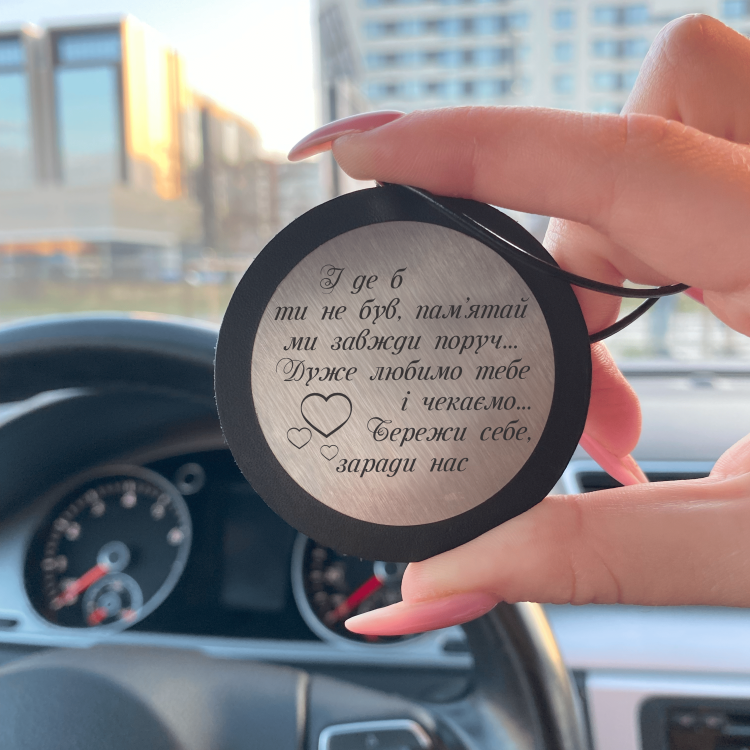 І де б
ти не був, пам'ятай
ми завжди поруч...
Дуже любимо тебе
і чекаємо...
Бережи себе,
заради нас